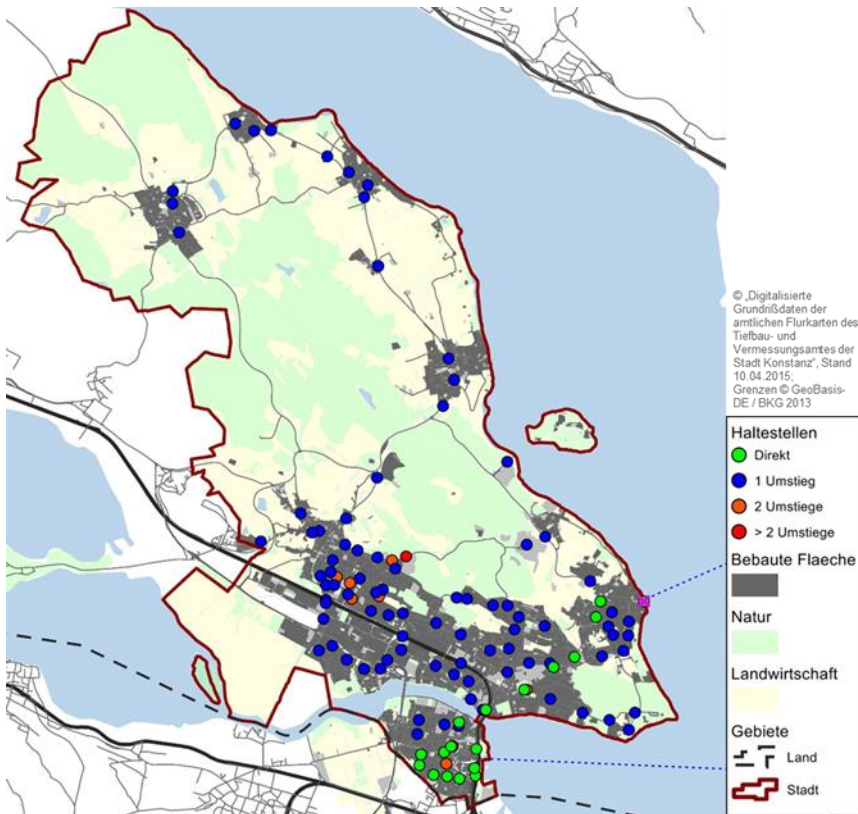 © „Digitalisierte
Grundrißdaten der
amtlichen Flurkarten des
Tiefbau- und
Vermessungsamtes der
Stadt Konstanz“, Stand
10.04.2015;
Grenzen © GeoBasis-
DE / BKG 2013
Haltestellen
Direkt
1 Umstieg
2 Umstiege
> 2 Umstiege
Bebaute Flaeche
Natur
Landwirtschaft
Gebiete
Land
Stadt